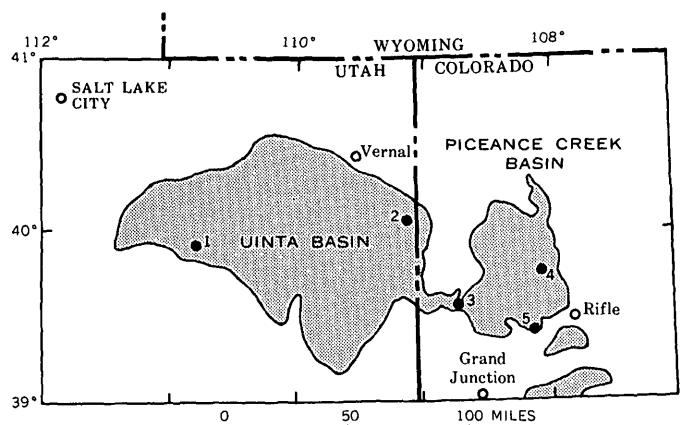 112°
110°
WYOMING
108°
41°
UTAH
COLORADO
SALT LAKE
CITY
Vernal
PICEANCE CREEK
BASIN
2
40°
1
UINTA BASIN
4
3
Rifle
5
Grand
Junction
39°
0 50 100 MILES